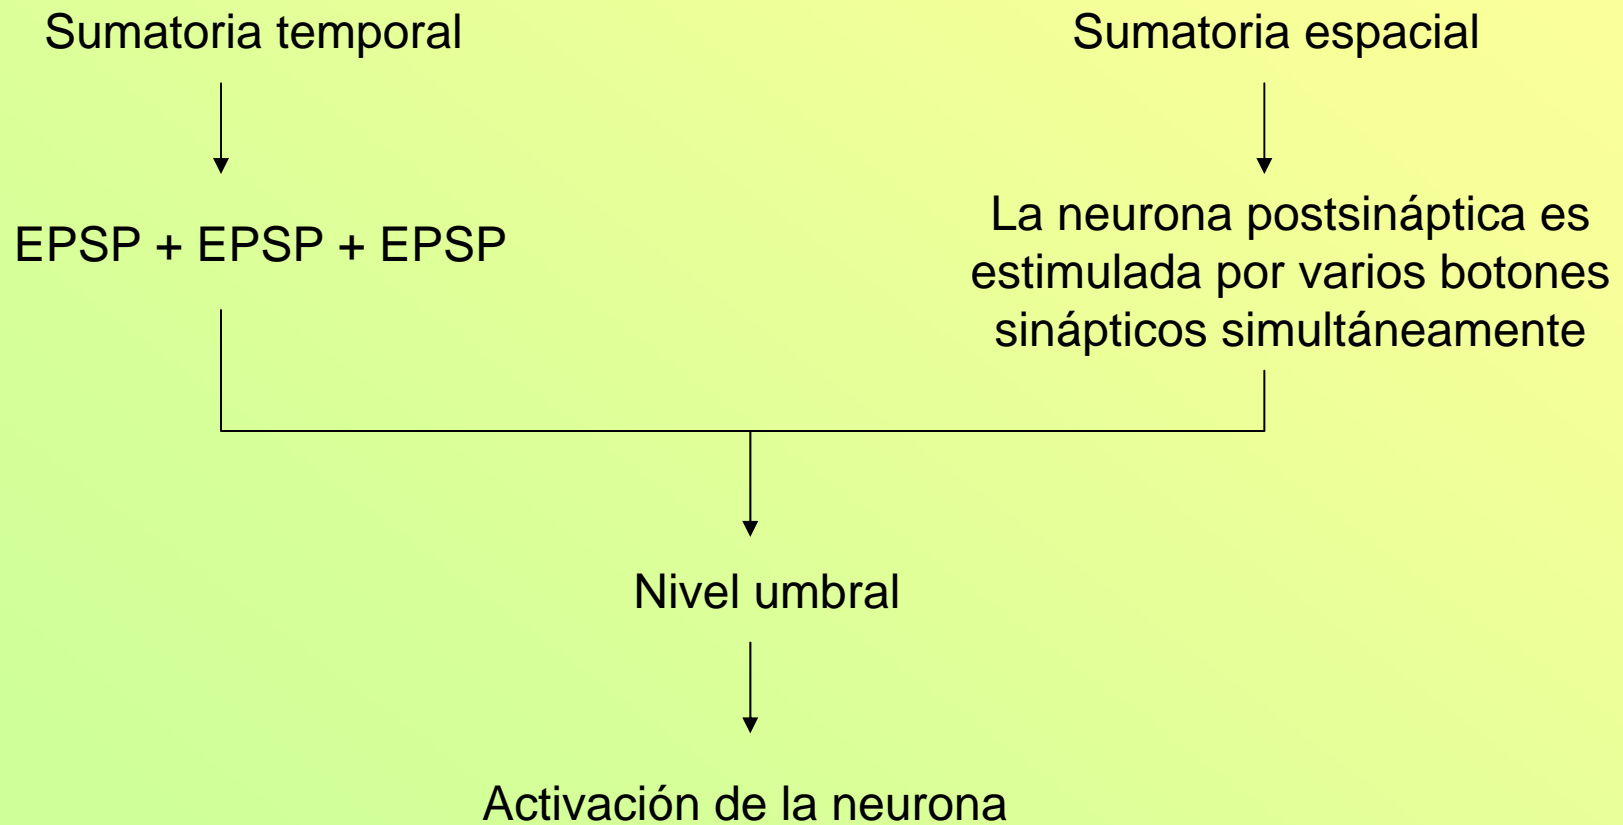 Sumatoria temporal
Sumatoria espacial
EPSP + EPSP + EPSP
La neurona postsináptica es
estimulada por varios botones
sinápticos simultáneamente
Nivel umbral
Activación de la neurona